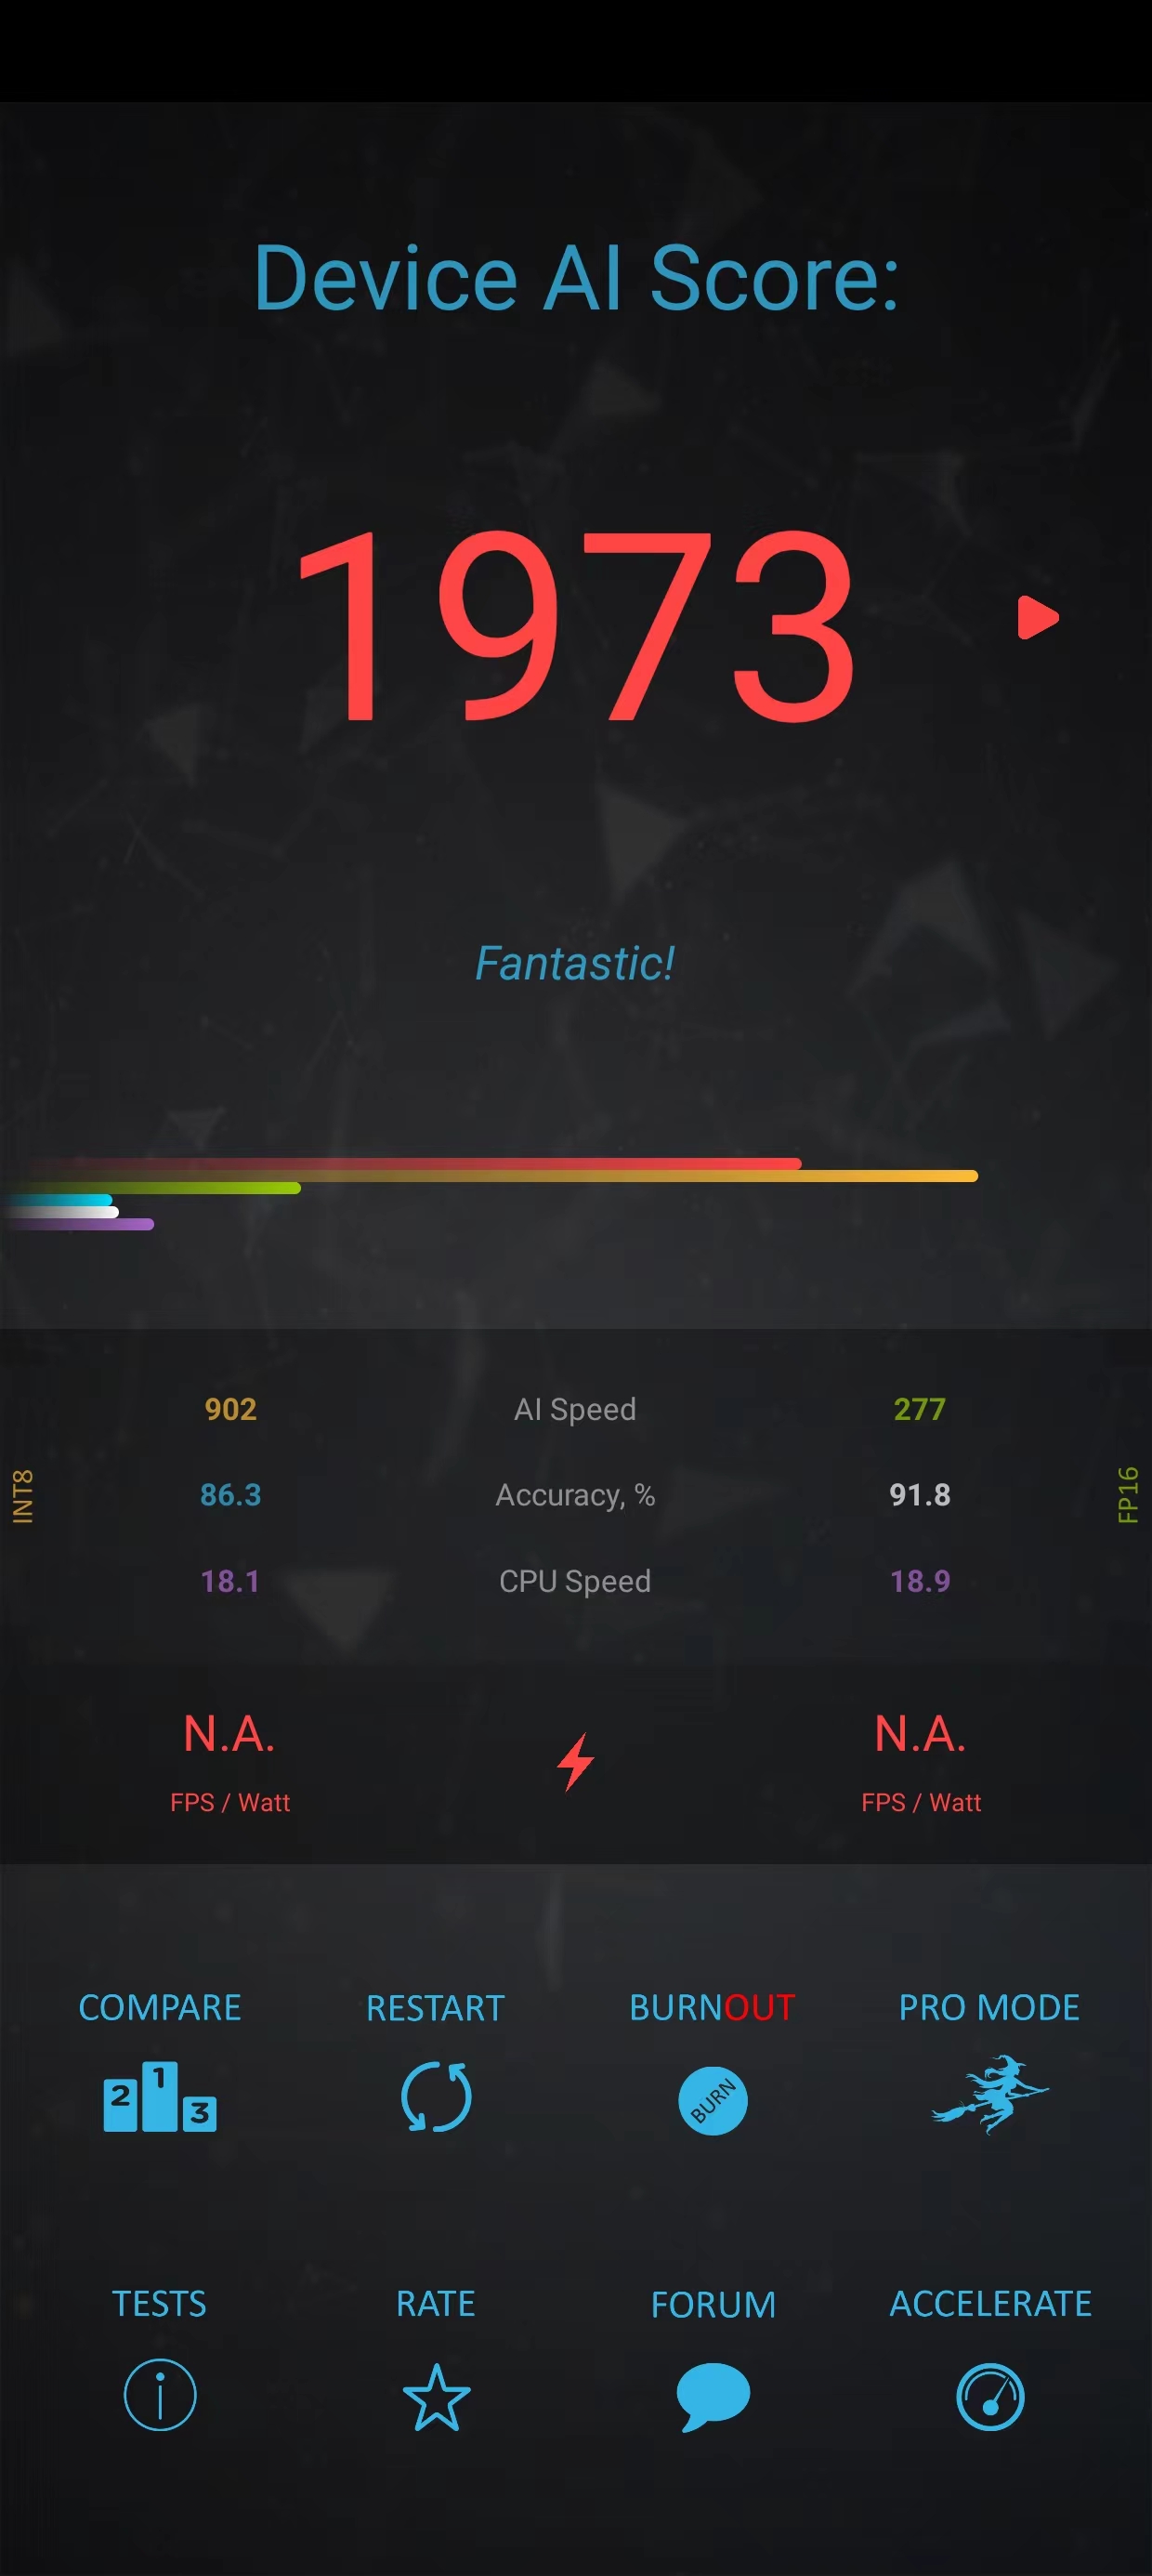 Device AI Score:
1973
Fantastic!
902 AI Speed 277
INT8
86.3 Accuracy, % 91.8
FP16
18.1 CPU Speed 18.9
N.A. N.A.
FPS / Watt FPS / Watt
COMPARE RESTART BURNOUT PRO MODE
2 1 3
BURN
TESTS RATE FORUM ACCELERATE